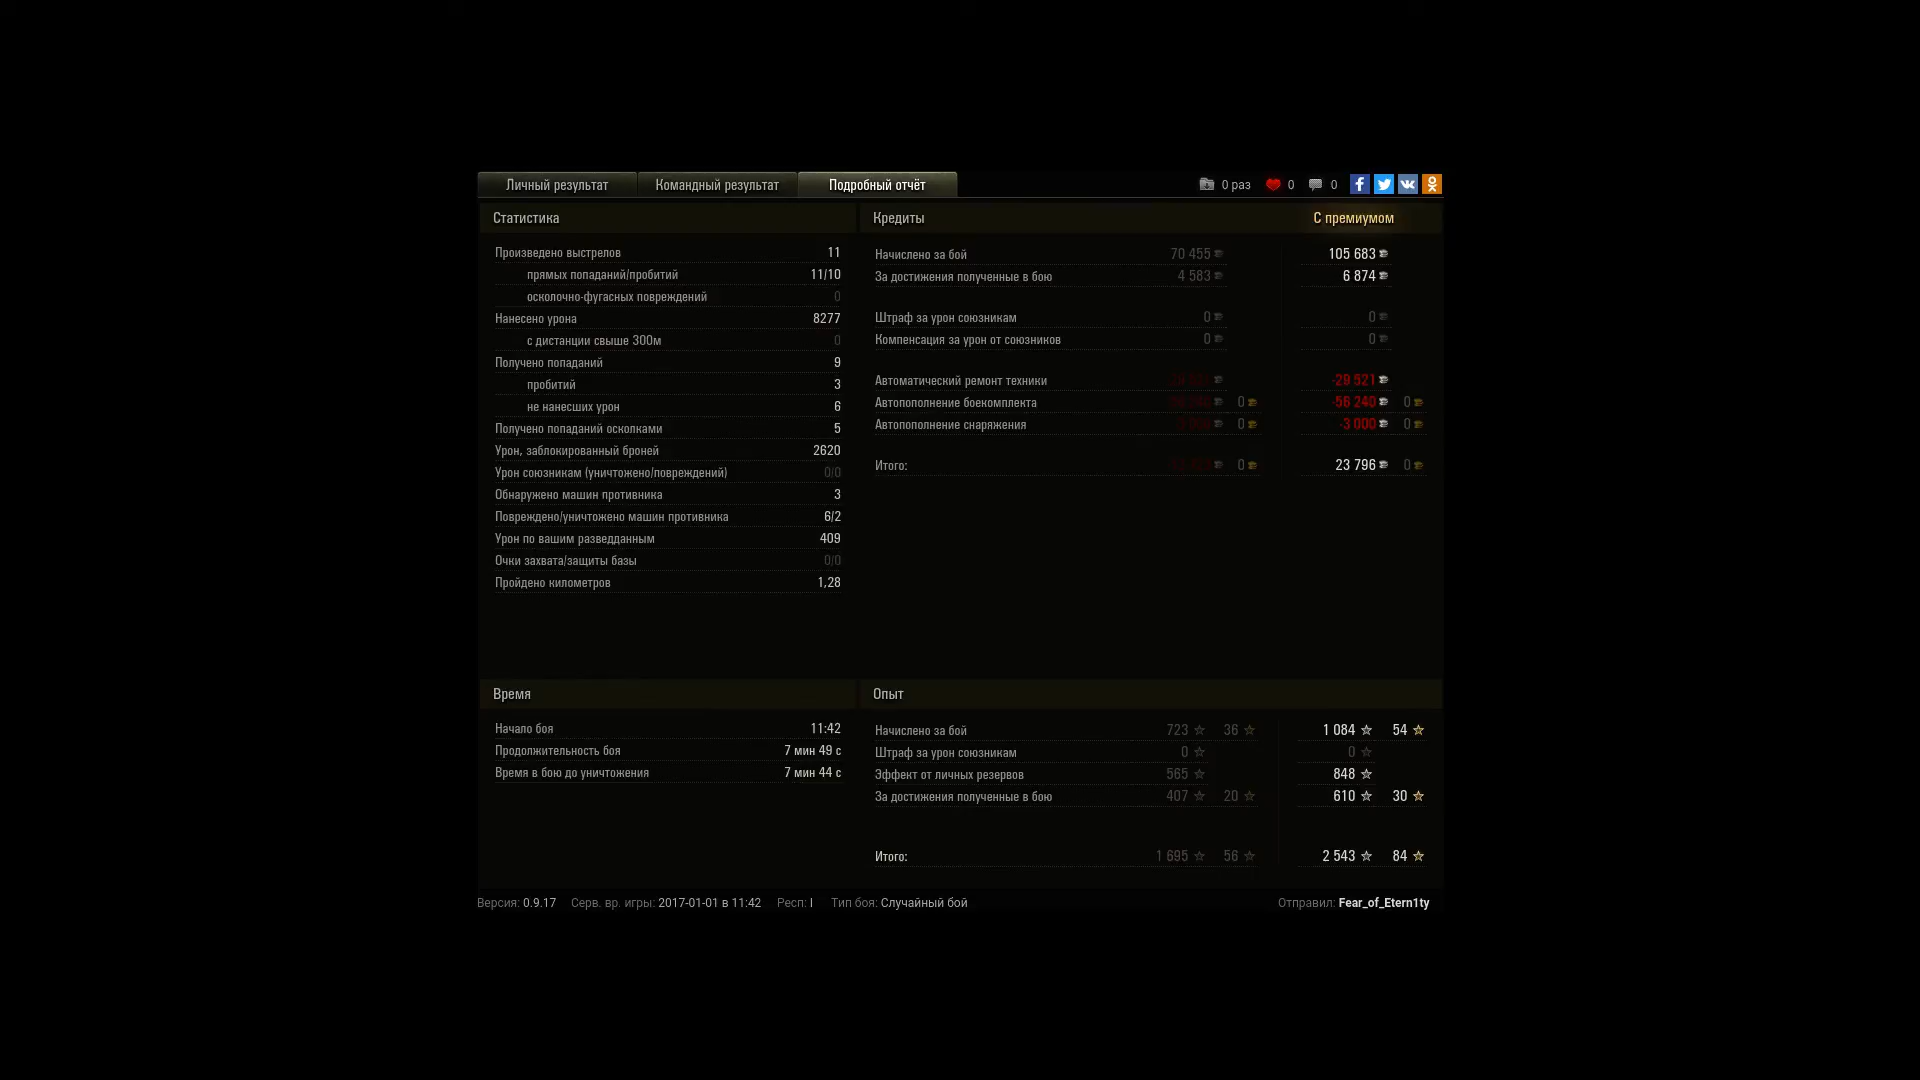 Личный результат Командный результат Подробный отчёт 0 раз 0 0
Статистика
Произведено выстрелов 11
прямых попаданий/пробитий 11/10
осколочно-фугасных повреждений 0
Нанесено урона 8277
с дистанции свыше 300м 0
Получено попаданий 9
пробитий 3
не нанесших урон 6
Получено попаданий осколками 5
Урон, заблокированный броней 2620
Урон союзникам (уничтожено/повреждений) 0/0
Обнаружено машин противника 3
Повреждено/уничтожено машин противника 6/2
Урон по вашим разведданным 409
Очки захвата/защиты базы 0/0
Пройдено километров 1,28
Кредиты С премиумом
Начислено за бой 70 455 105 683
За достижения полученные в бою 4 583 6 874
Штраф за урон союзникам 0 0
Компенсация за урон от союзников 0 0
Автоматический ремонт техники -29 521
Автопополнение боекомплекта 0 -56 240 0
Автопополнение снаряжения 0 -3 000 0
Итого: 0 23 796 0
Время
Начало боя 11:42
Продолжительность боя 7 мин 49 с
Время в бою до уничтожения 7 мин 44 с
Опыт
Начислено за бой 723 36 1 084 54
Штраф за урон союзникам 0 0
Эффект от личных резервов 565 848
За достижения полученные в бою 407 20 610 30
Итого: 1 695 56 2 543 84
Версия: 0.9.17 Серв. вр. игры: 2017-01-01 в 11:42 Респ: I Тип боя: Случайный бой Отправил: Fear_of_Etern1ty